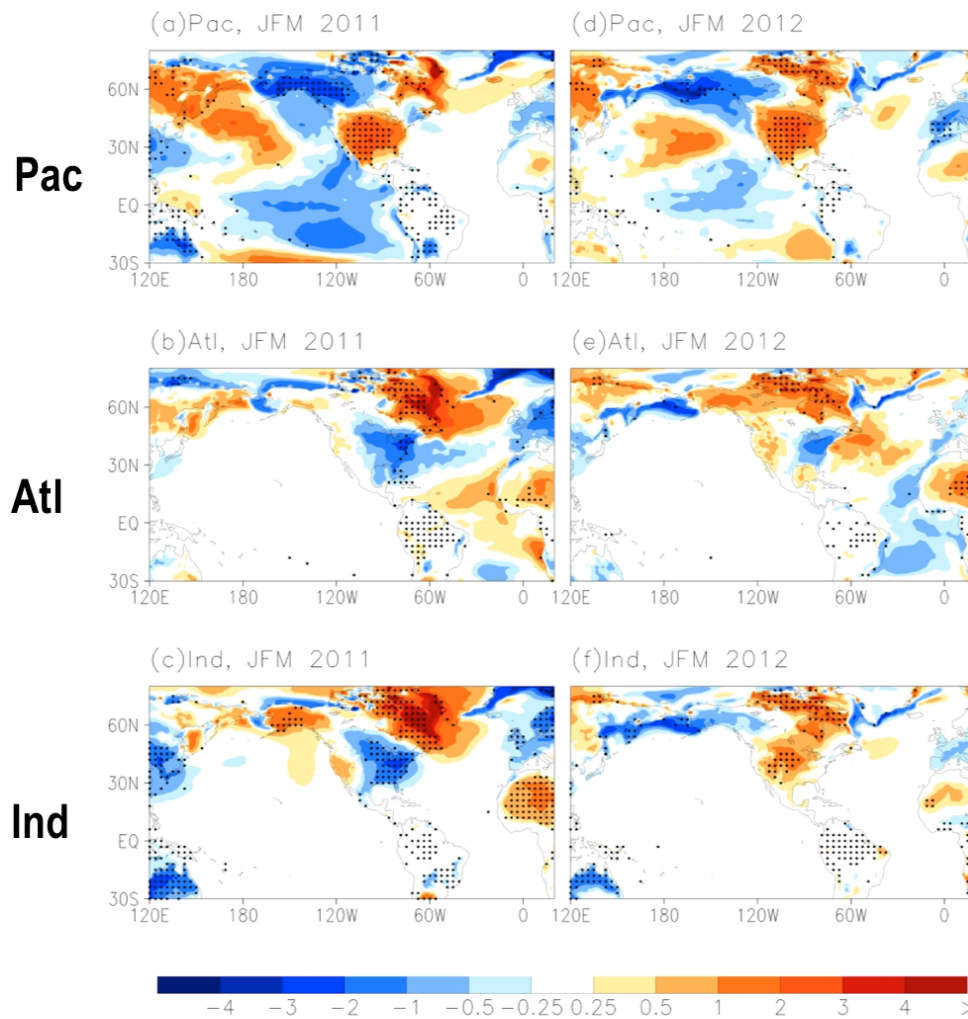 (a)Pac, JFM 2011
(d)Pac, JFM 2012
Pac
60N
30N
EQ
30S
120E 180 120W 60W 0 120E 180 120W 60W 0
(b)Atl, JFM 2011
(e)Atl, JFM 2012
Atl
60N
30N
EQ
30S
120E 180 120W 60W 0 120E 180 120W 60W 0
(c)Ind, JFM 2011
(f)Ind, JFM 2012
Ind
60N
30N
EQ
30S
120E 180 120W 60W 0 120E 180 120W 60W 0
−4 −3 −2 −1 −0.5 −0.25 0.25 0.5 1 2 3 4 >